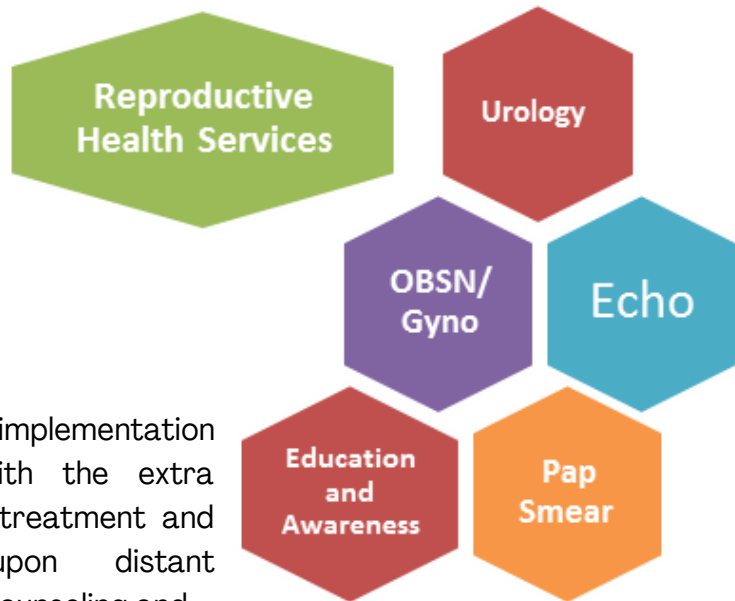 Reproductive
Health Services
Urology
OBSN/
Gyno
Echo
Education
and
Awareness
Pap
Smear
implementation
with the extra
treatment and
upon distant